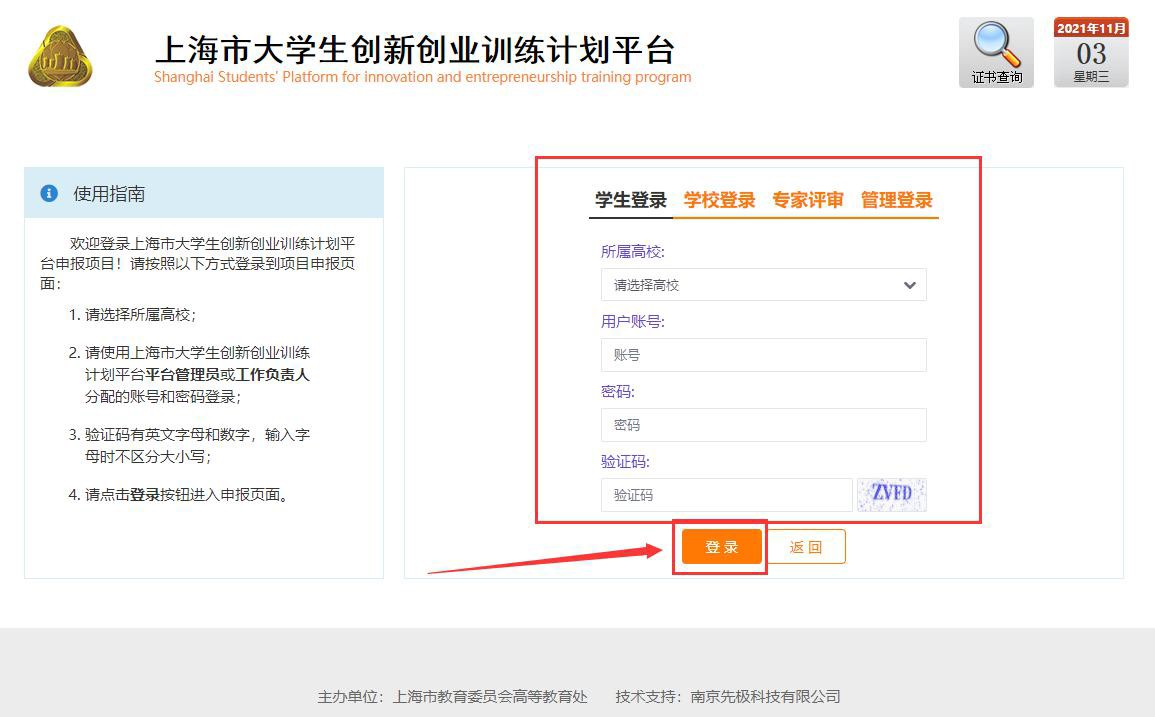 上海市大学生创新创业训练计划平台
Shanghai Students' Platform for innovation and entrepreneurship training program
证书查询
2021年11月
03
星期三
使用指南
欢迎登录上海市大学生创新创业训练计划平
台申报项目！请按照以下方式登录到项目申报页
面：
1. 请选择所属高校；
2. 请使用上海市大学生创新创业训练
计划平台平台管理员或工作负责人
分配的账号和密码登录；
3. 验证码有英文字母和数字，输入字
母时不区分大小写；
4. 请点击登录按钮进入申报页面。
学生登录 学校登录 专家评审 管理登录
所属高校:
请选择高校
用户账号:
账号
密码:
密码
验证码:
验证码 ZVFD
登 录 返 回
主办单位：上海市教育委员会高等教育处 技术支持：南京先极科技有限公司